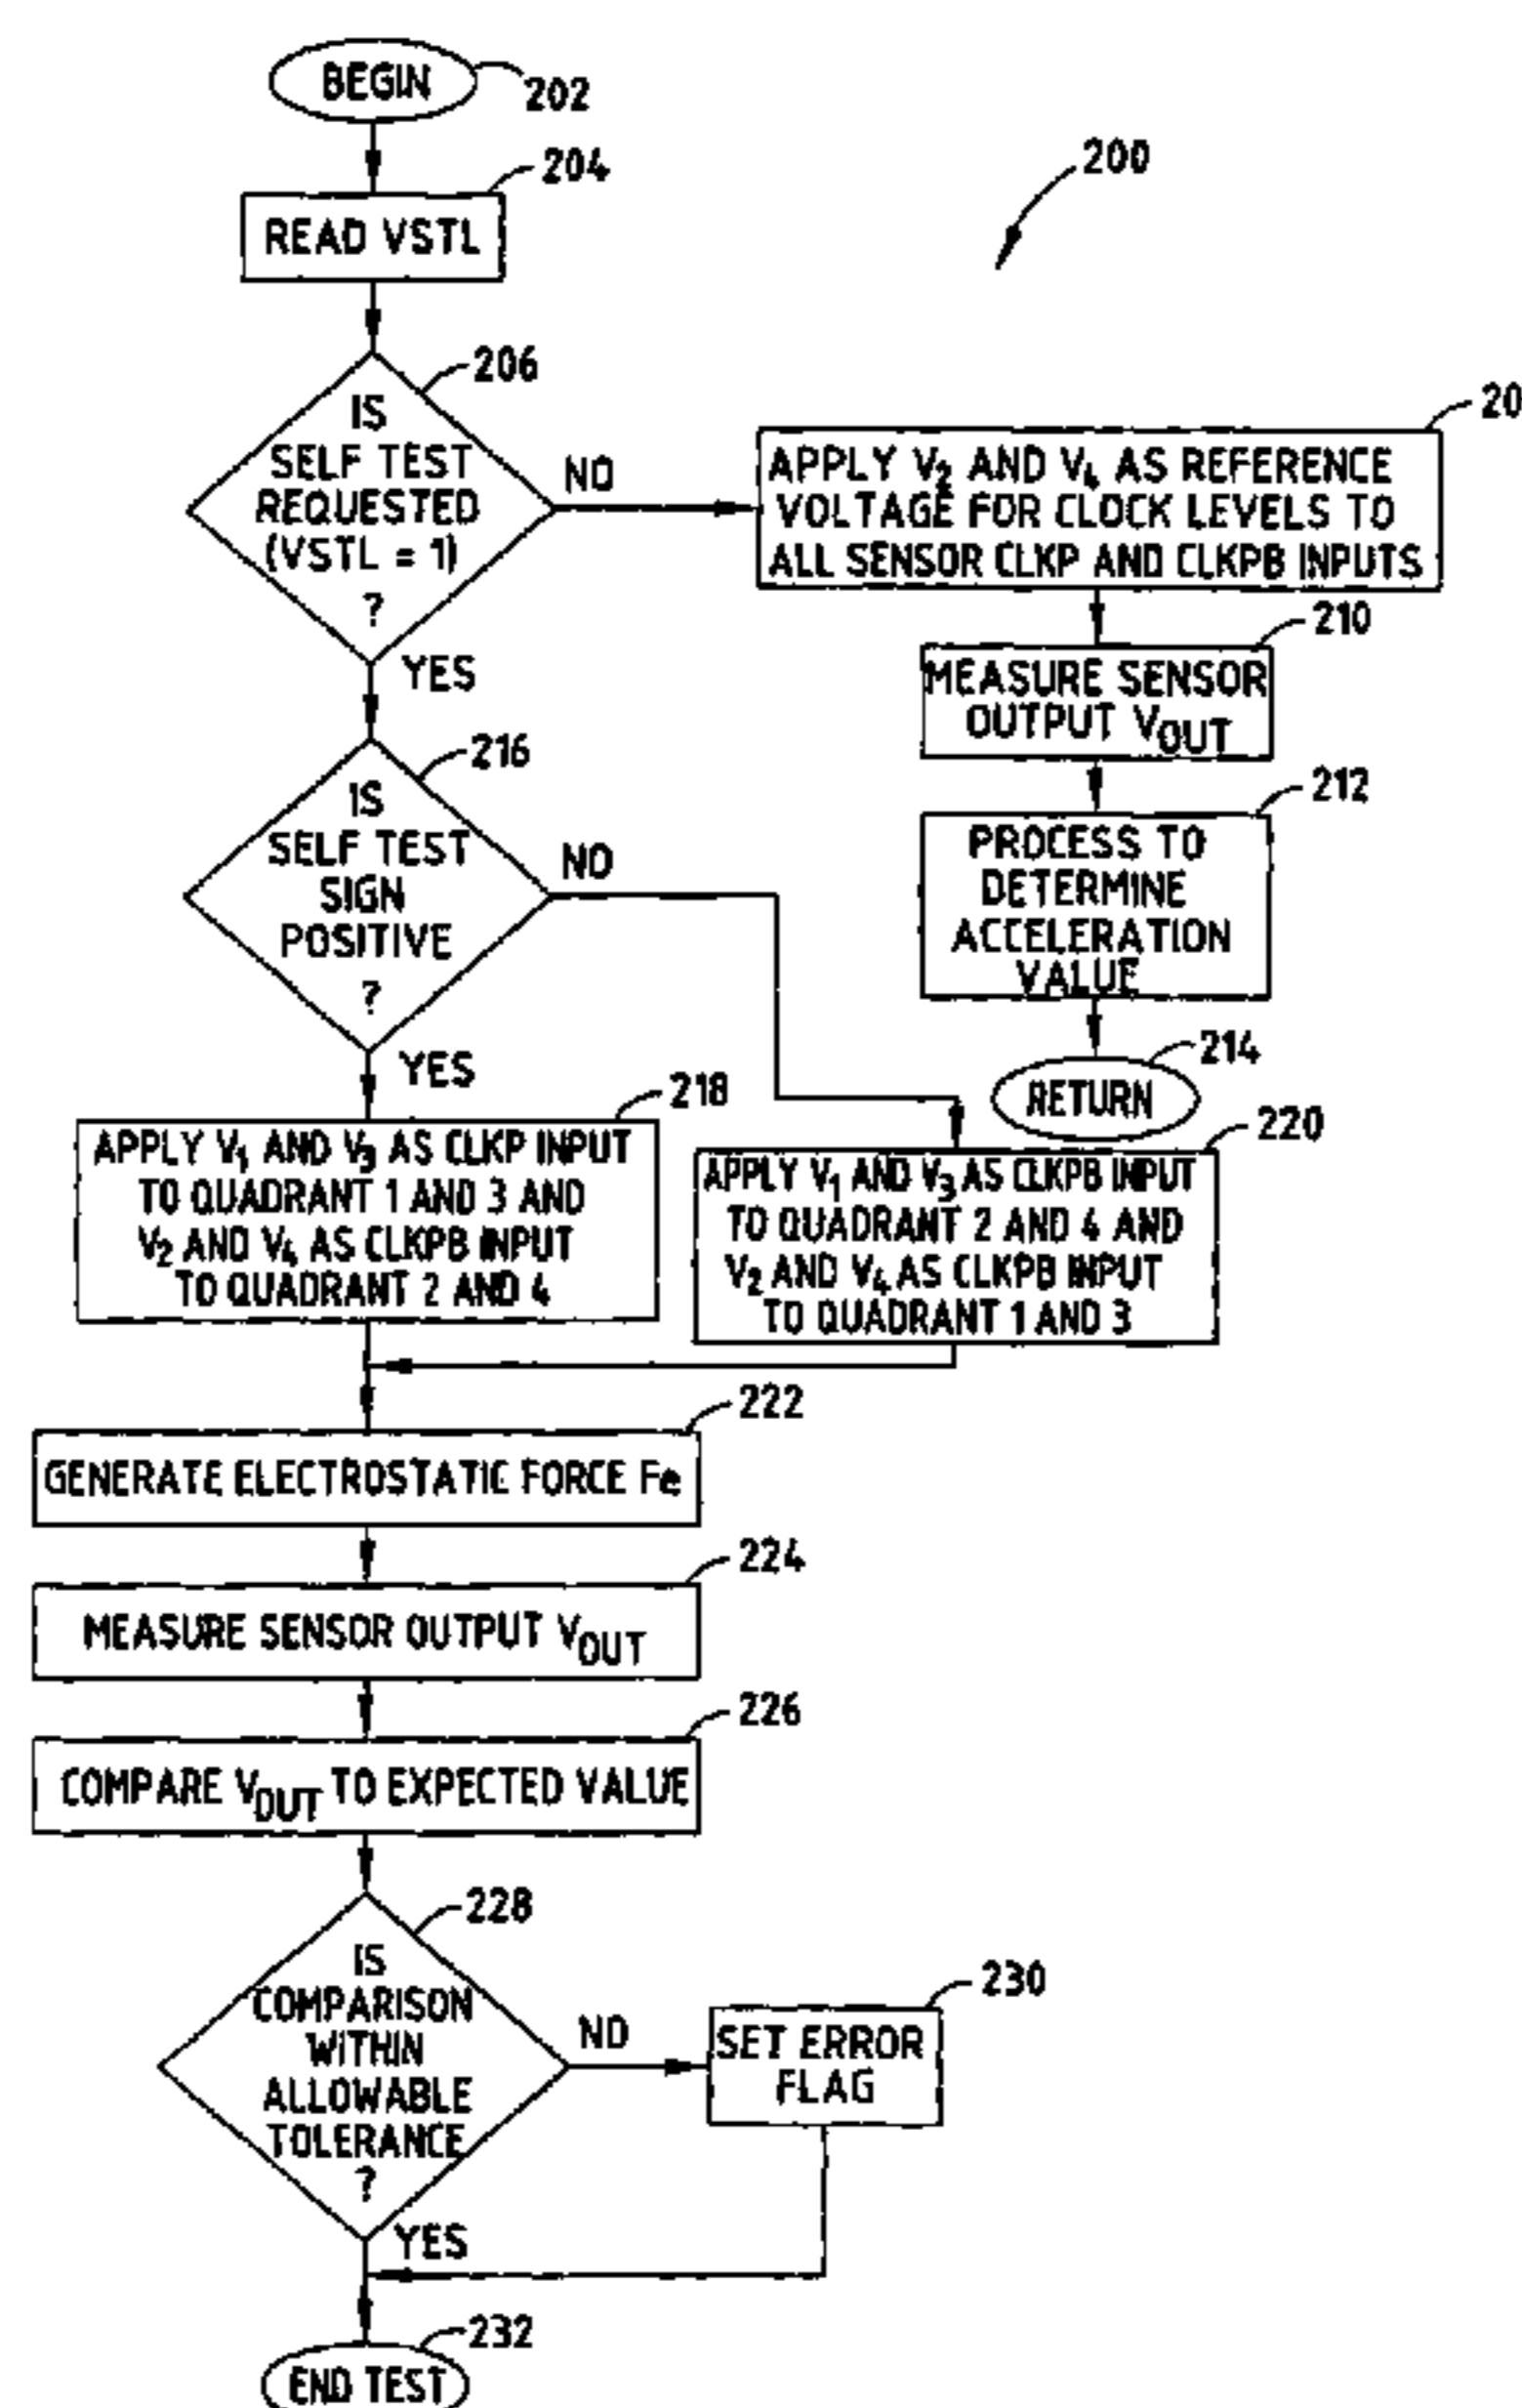 BEGIN
202
204
200
READ VSTL
206
IS
SELF TEST
REQUESTED
(VSTL = 1)
?
NO
YES
20
APPLY V2 AND V4 AS REFERENCE
VOLTAGE FOR CLOCK LEVELS TO
ALL SENSOR CLKP AND CLKPB INPUTS
210
MEASURE SENSOR
OUTPUT VOUT
212
PROCESS TO
DETERMINE
ACCELERATION
VALUE
214
RETURN
216
IS
SELF TEST
SIGN
POSITIVE
?
NO
YES
218
APPLY V1 AND V3 AS CLKP INPUT
TO QUADRANT 1 AND 3 AND
V2 AND V4 AS CLKPB INPUT
TO QUADRANT 2 AND 4
220
APPLY V1 AND V3 AS CLKPB INPUT
TO QUADRANT 2 AND 4 AND
V2 AND V4 AS CLKPB INPUT
TO QUADRANT 1 AND 3
222
GENERATE ELECTROSTATIC FORCE Fe
224
MEASURE SENSOR OUTPUT VOUT
226
COMPARE VOUT TO EXPECTED VALUE
228
IS
COMPARISON
WITHIN
ALLOWABLE
TOLERANCE
?
NO
YES
230
SET ERROR
FLAG
232
END TEST